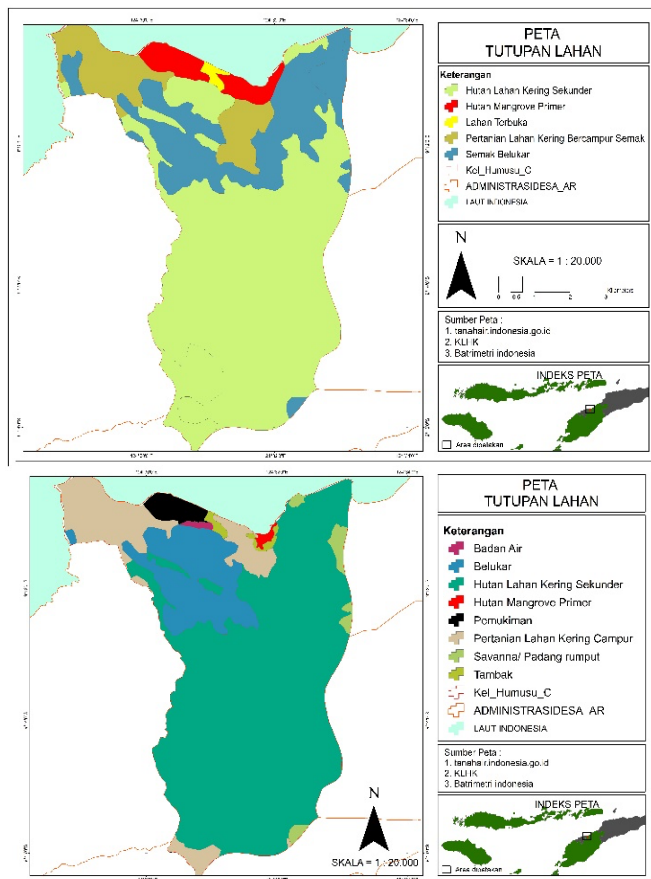 PETA
TUTUPAN LAHAN
Keterangan
Hutan Lahan Kering Sekunder
Hutan Mangrove Primer
Lahan Terbuka
Pertanian Lahan Kering Bercampur Semak
Semak Belukar
Kel_Humusu_C
ADMINISTRASIDESA_AR
LAUT INDONESIA
N
SKALA = 1 : 20.000
Sumber Peta :
1. tanahair.indonesia.go.id
2. KLHK
3. Batrimetri indonesia
INDEKS PETA
Area dipetakan
PETA
TUTUPAN LAHAN
Keterangan
Badan Air
Belukar
Hutan Lahan Kering Sekunder
Hutan Mangrove Primer
Pemukiman
Pertanian Lahan Kering Campur
Savanna/ Padang rumput
Tambak
Kel_Humusu_C
ADMINISTRASIDESA_AR
LAUT INDONESIA
Sumber Peta :
1. tanahair.indonesia.go.id
2. KLHK
3. Batrimetri indonesia
N
SKALA = 1 : 20.000
INDEKS PETA
Area dipetakan